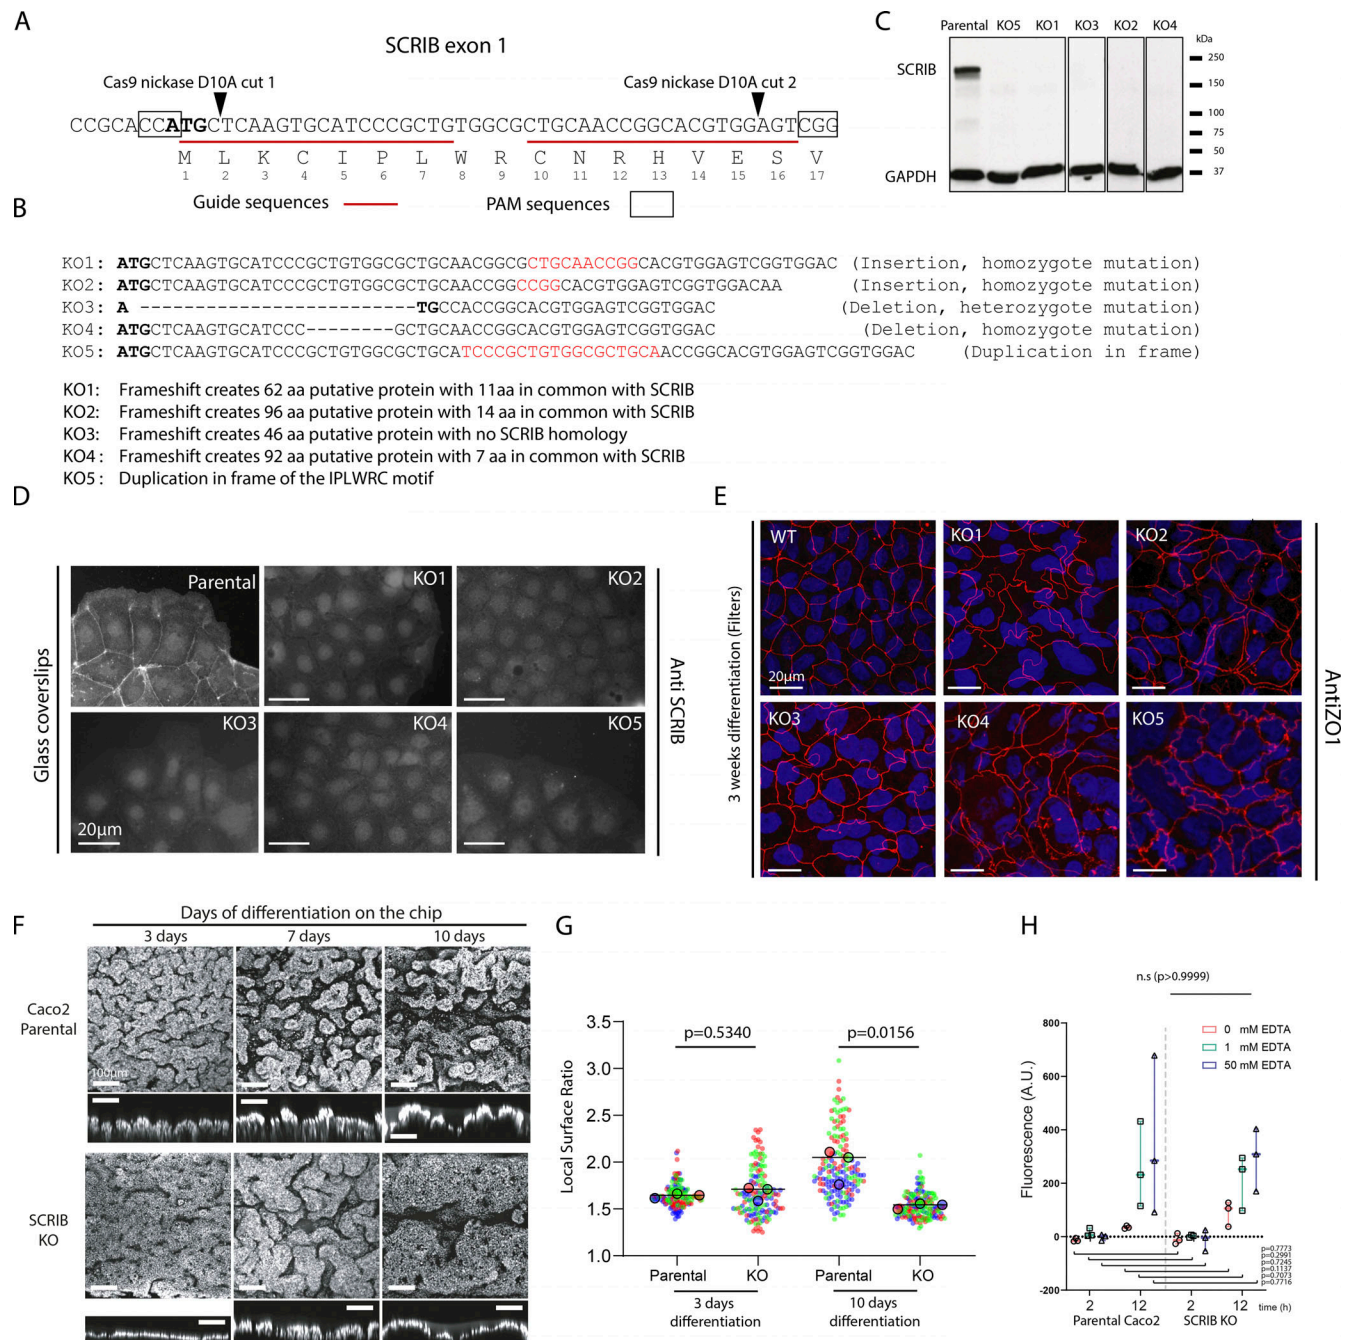 A
SCRIB exon 1
Cas9 nickase D10A cut 1
Cas9 nickase D10A cut 2
CCGCACCATGCTCAAGTGCATCCCGCTGTGGCGCTGCAACCGGCACGTGGAGTCGG
M L K C I P L W R C N R H V E S V
1 2 3 4 5 6 7 8 9 10 11 12 13 14 15 16 17
Guide sequences
PAM sequences
B
KO1: ATGCTCAAGTGCATCCCGCTGTGGCGCTGCAACGGCGCTGCAACCGGCACGTGGAGTCGGTGGAC (Insertion, homozygote mutation)
KO2: ATGCTCAAGTGCATCCCGCTGTGGCGCTGCAACCGGCCGGCACGTGGAGTCGGTGGACAA (Insertion, homozygote mutation)
KO3: A --------------------------TGCCACCGGCACGTGGAGTCGGTGGAC (Deletion, heterozygote mutation)
KO4: ATGCTCAAGTGCATCCC--------GCTGCAACCGGCACGTGGAGTCGGTGGAC (Deletion, homozygote mutation)
KO5: ATGCTCAAGTGCATCCCGCTGTGGCGCTGCATCCCGCTGTGGCGCTGCAACCGGCACGTGGAGTCGGTGGAC (Duplication in frame)
KO1: Frameshift creates 62 aa putative protein with 11aa in common with SCRIB
KO2: Frameshift creates 96 aa putative protein with 14 aa in common with SCRIB
KO3: Frameshift creates 46 aa putative protein with no SCRIB homology
KO4 : Frameshift creates 92 aa putative protein with 7 aa in common with SCRIB
KO5 : Duplication in frame of the IPLWRC motif
C
Parental KO5 KO1 KO3 KO2 KO4
kDa
SCRIB
250
150
100
75
50
37
GAPDH
D
Glass coverslips
Parental
KO1
KO2
KO3
KO4
KO5
20µm
Anti SCRIB
E
3 weeks differentiation (Filters)
WT
KO1
KO2
20µm
KO3
KO4
KO5
AntiZO1
F
Days of differentiation on the chip
3 days
7 days
10 days
Caco2
Parental
100µm
SCRIB
KO
G
Local Surface Ratio
3.5
3.0
2.5
2.0
1.5
1.0
p=0.5340
p=0.0156
Parental KO Parental KO
3 days
differentiation
10 days
differentiation
H
n.s (p>0.9999)
Fluorescence (A.U.)
800
600
400
200
0
-200
0 mM EDTA
1 mM EDTA
50 mM EDTA
p=0.7773
p=0.2991
p=0.7245
p=0.1137
p=0.7073
p=0.7716
2 12 2 12 time (h)
Parental Caco2 SCRIB KO